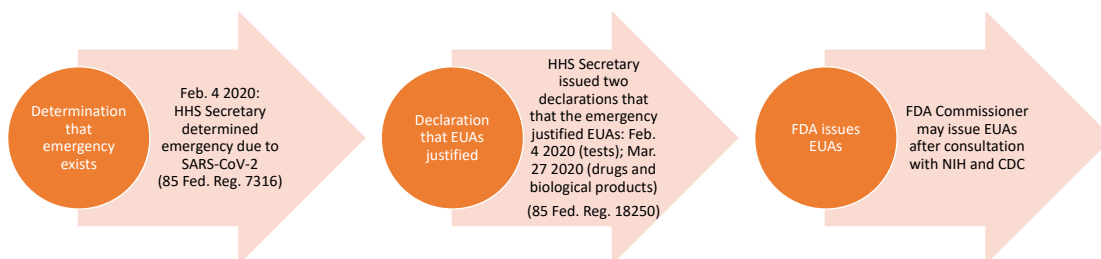 Determination
that
emergency
exists
Feb. 4 2020:
HHS Secretary
determined
emergency due to
SARS-CoV-2
(85 Fed. Reg. 7316)
Declaration
that EUAs
justified
HHS Secretary
issued two
declarations that
that the emergency
justified EUAs: Feb.
4 2020 (tests); Mar.
27 2020 (drugs and
biological products)
(85 Fed. Reg. 18250)
FDA issues
EUAs
FDA Commissioner
may issue EUAs
after consultation
with NIH and CDC